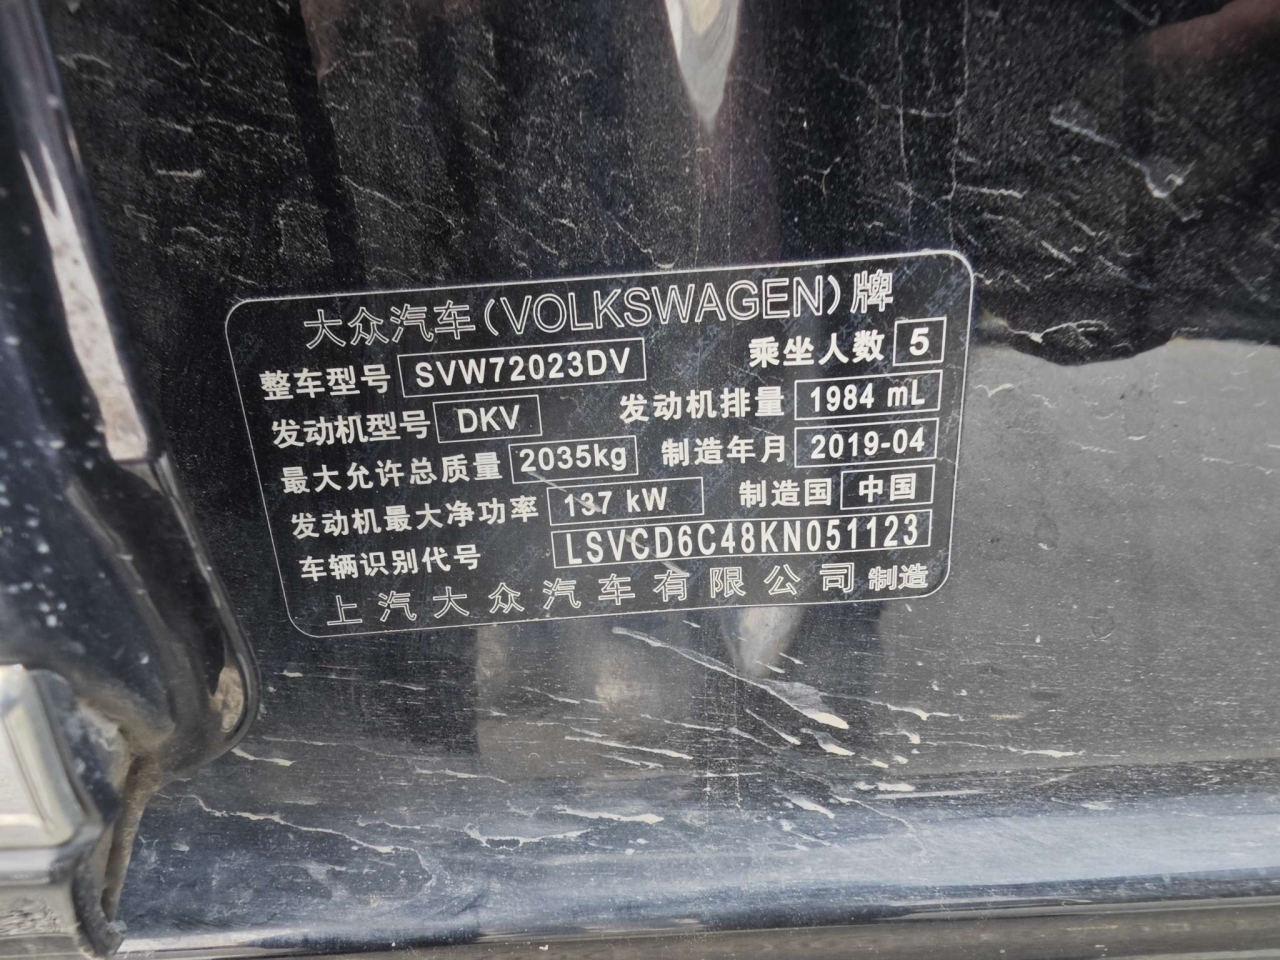 大众汽车(VOLKSWAGEN)牌
整车型号 SVW72023DV 乘坐人数 5
发动机型号 DKV 发动机排量 1984 mL
最大允许总质量 2035kg 制造年月 2019-04
发动机最大净功率 137 kW 制造国 中国
车辆识别代号 LSVCD6C48KN051123
上汽大众汽车有限公司 制造